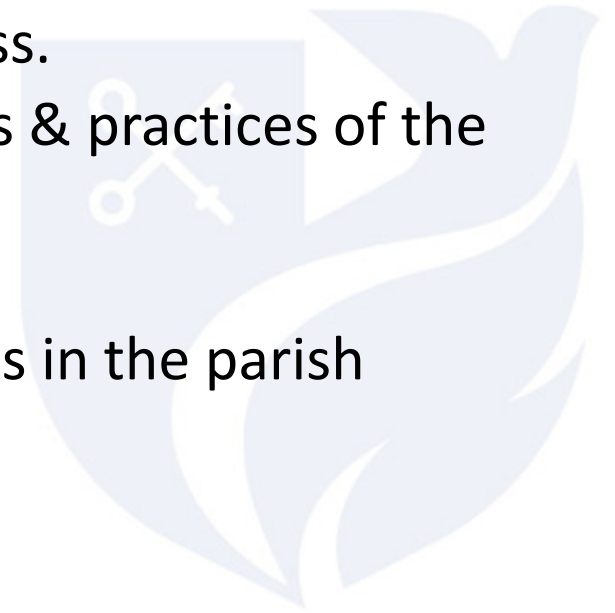 ss.
s & practices of the
s in the parish